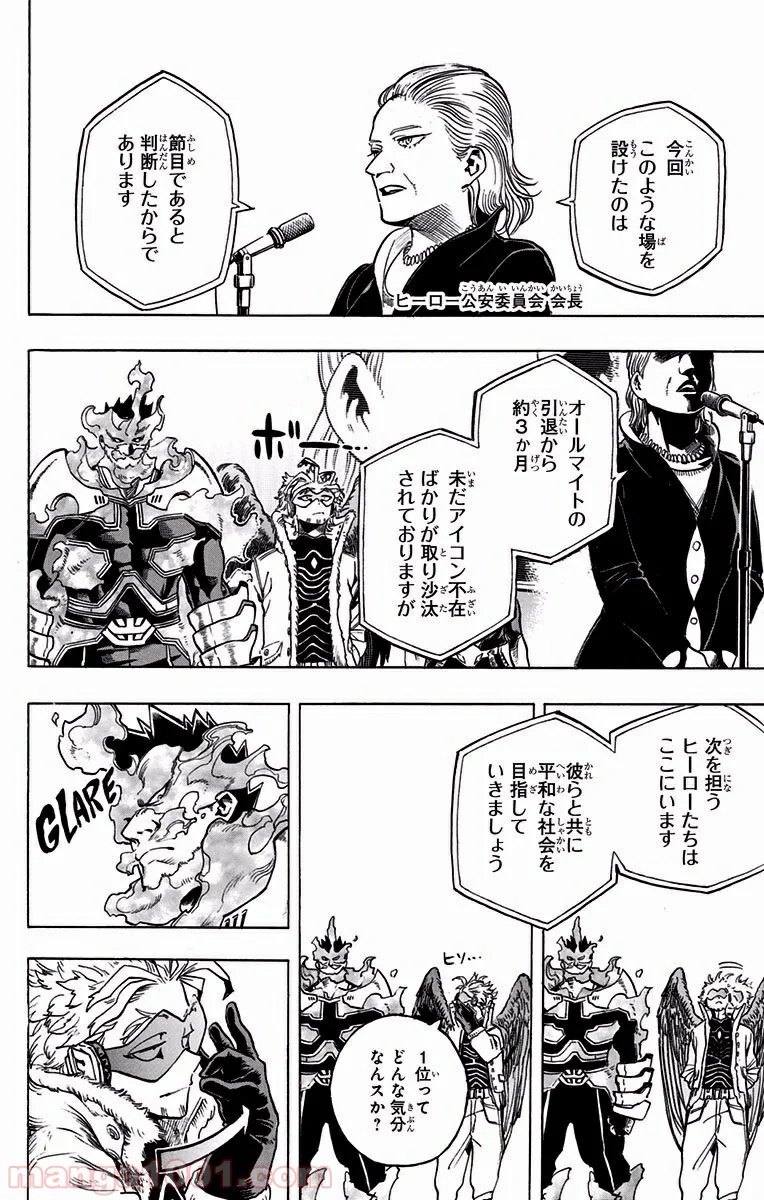 今回
このような場を
設けたのは
節目であると
判断したからで
あります
ヒーロー公安委員会 会長
オールマイトの
引退から
約3か月
未だアイコン不在
ばかりが取り沙汰
されておりますが
ボー
次を担う
ヒーローたちは
ここにいます
彼らと共に
平和な社会を
目指して
いきましょう
ヒソ…
1位って
どんな気分
なんスか?
GLARE
manga1001.com